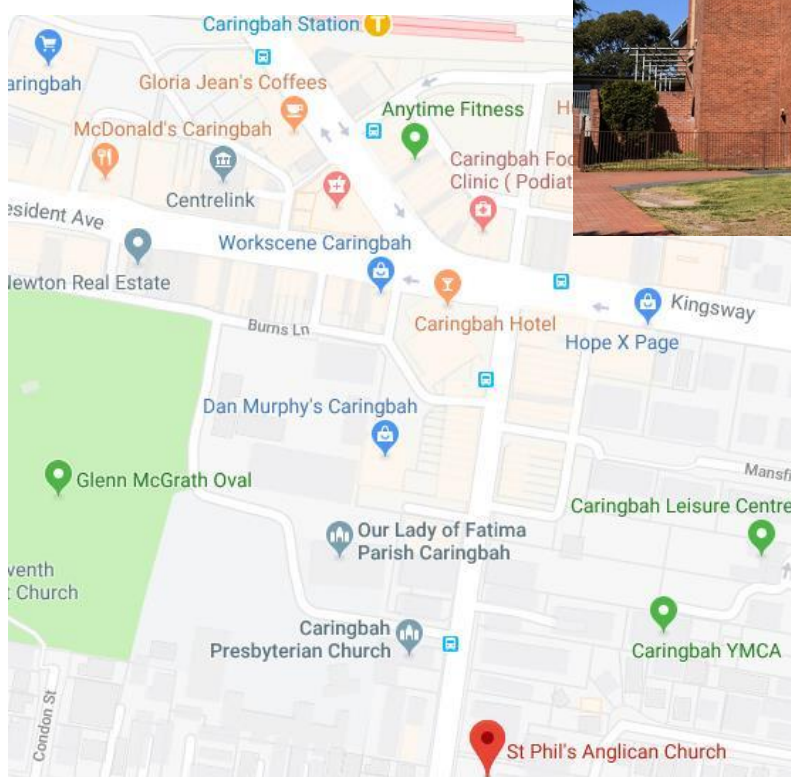 Caringbah Station
T
aringbah
Gloria Jean's Coffees
McDonald's Caringbah
Anytime Fitness
Caringbah Foo
Clinic ( Podiat
Centrelink
esident Ave
Workscene Caringbah
Newton Real Estate
Burns Ln
Caringbah Hotel
Kingsway
Hope X Page
Dan Murphy's Caringbah
Glenn McGrath Oval
Mansfi
Caringbah Leisure Centre
Our Lady of Fatima
Parish Caringbah
venth
t Church
Caringbah
Presbyterian Church
Caringbah YMCA
Condon St
St Phil's Anglican Church